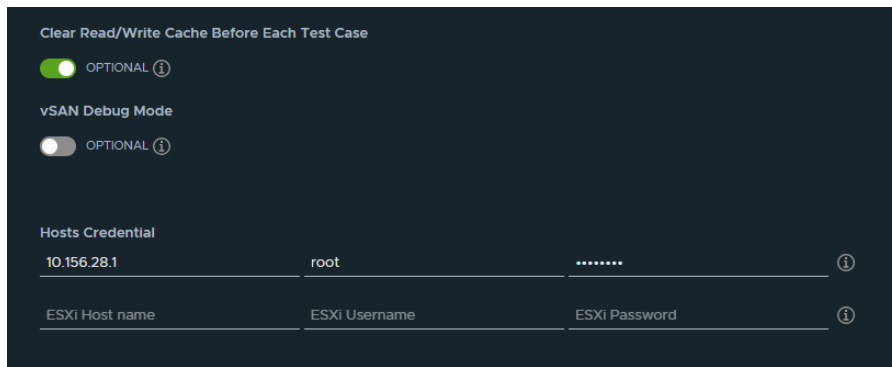 Clear Read/Write Cache Before Each Test Case
OPTIONAL
vSAN Debug Mode
OPTIONAL
Hosts Credential
10.156.28.1 root ••••••••
ESXi Host name ESXi Username ESXi Password